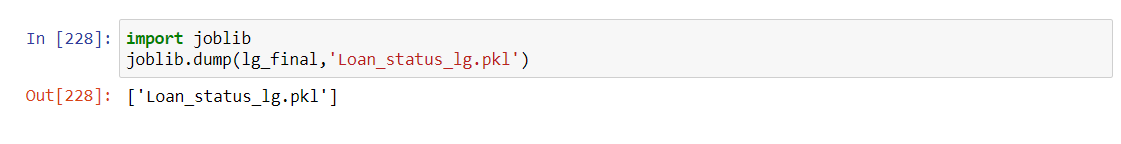 In [228]: import joblib
joblib.dump(lg_final,'Loan_status_lg.pkl')
Out[228]: ['Loan_status_lg.pkl']